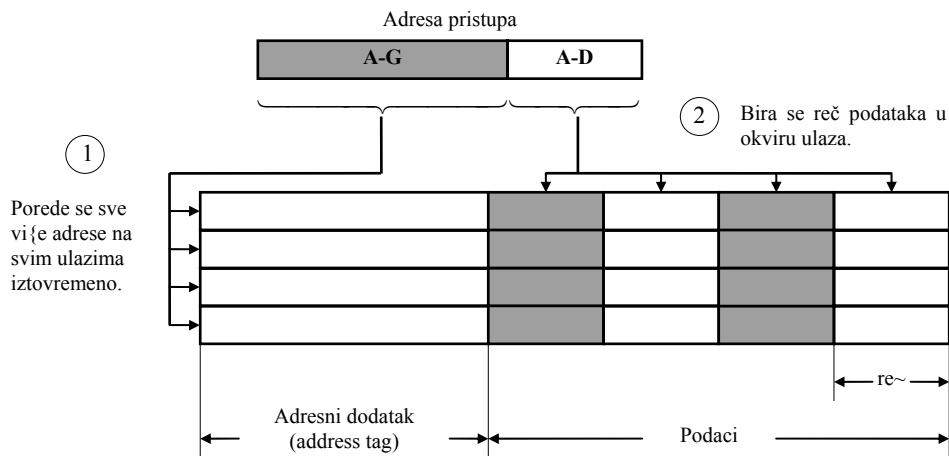 Adresa pristupa
A-G
A-D
1
Porede se sve
vi{e adrese na
svim ulazima
iztovremeno.
2
Bira se reč podataka u
okviru ulaza.
re~
Adresni dodatak
(address tag)
Podaci